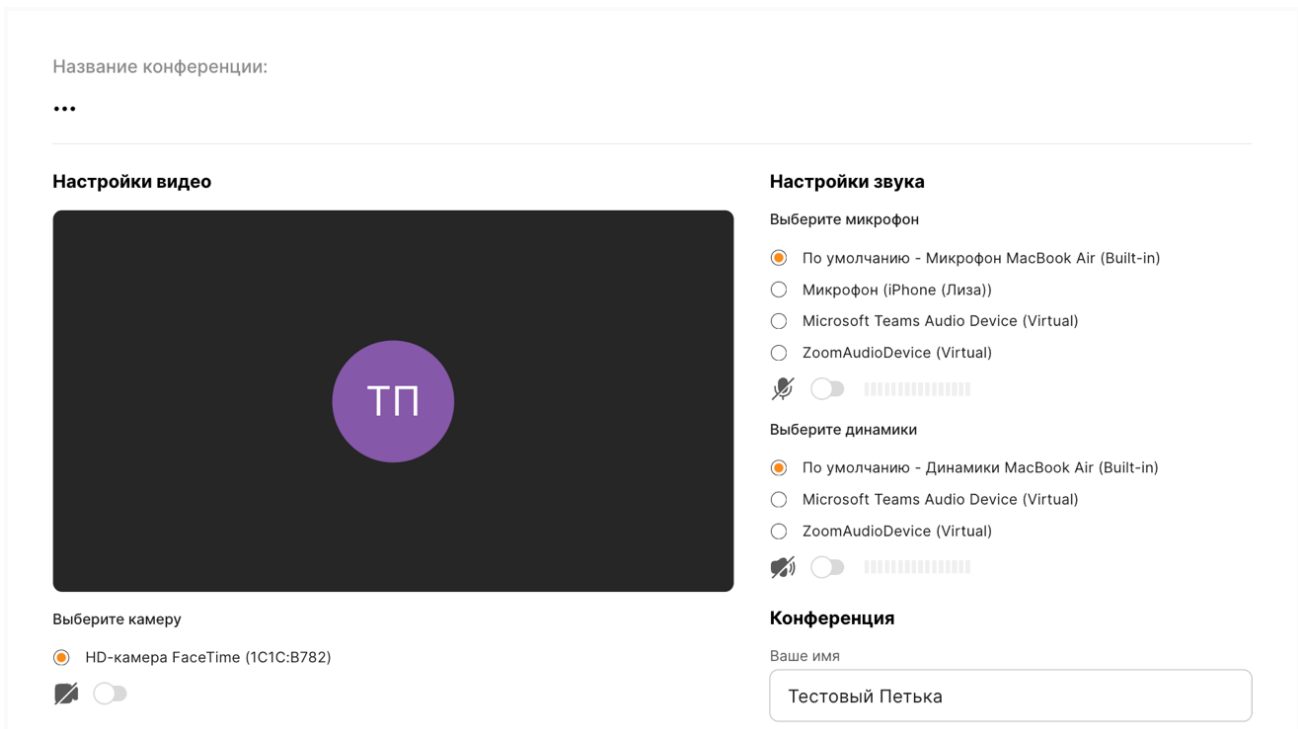 Название конференции:
...
Настройки видео
ТП
Выберите камеру
HD-камера FaceTime (1C1C:B782)
Настройки звука
Выберите микрофон
По умолчанию - Микрофон MacBook Air (Built-in)
Микрофон (iPhone (Лиза))
Microsoft Teams Audio Device (Virtual)
ZoomAudioDevice (Virtual)
Выберите динамики
По умолчанию - Динамики MacBook Air (Built-in)
Microsoft Teams Audio Device (Virtual)
ZoomAudioDevice (Virtual)
Конференция
Ваше имя
Тестовый Петька